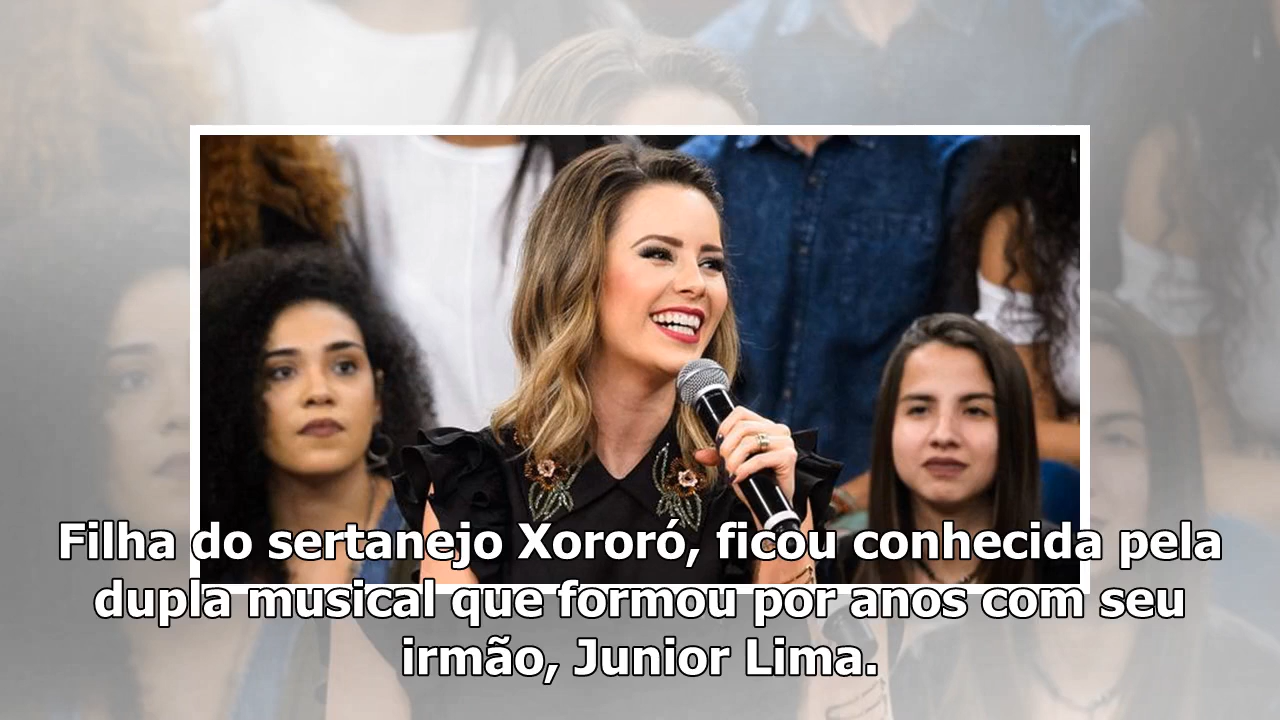 Filha do sertanejo Xororó, ficou conhecida pela
dupla musical que formou por anos com seu
irmão, Junior Lima.